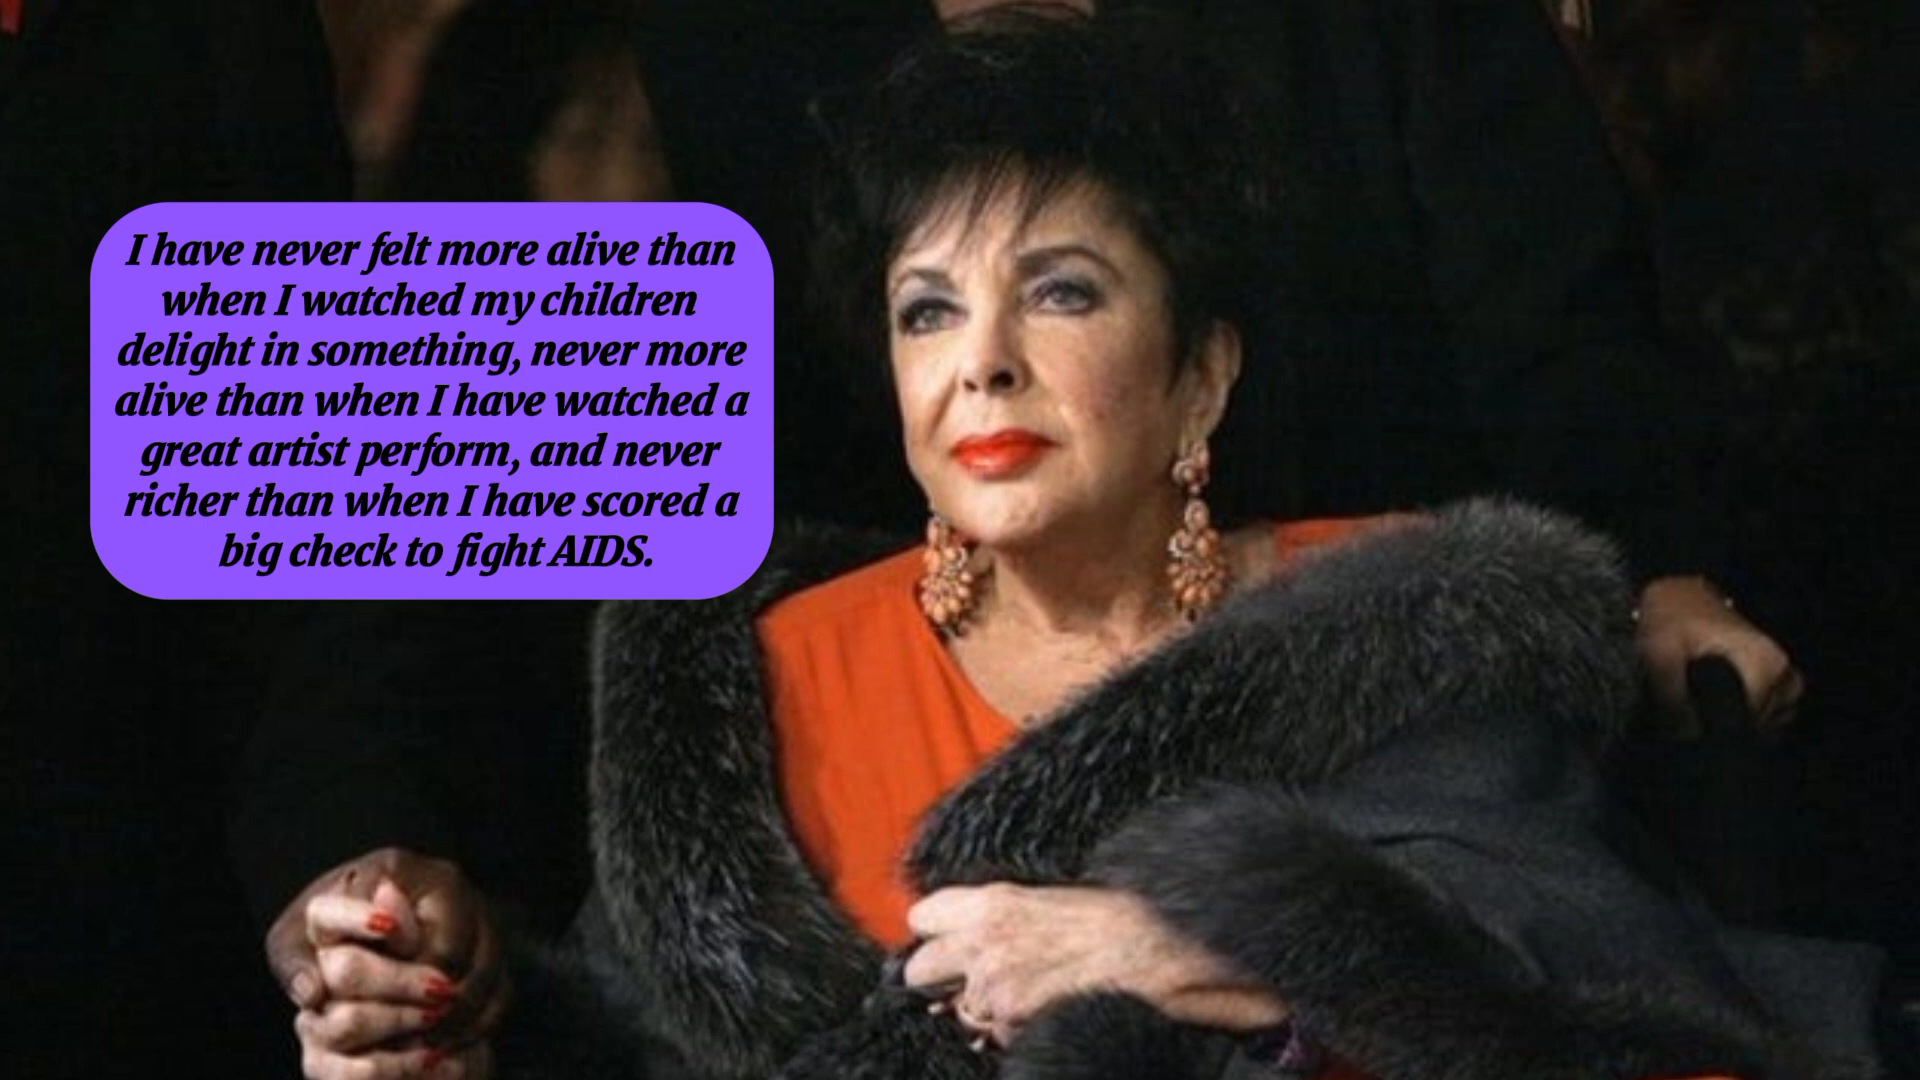 I have never felt more alive than
when I watched my children
delight in something, never more
alive than when I have watched a
great artist perform, and never
richer than when I have scored a
big check to fight AIDS.